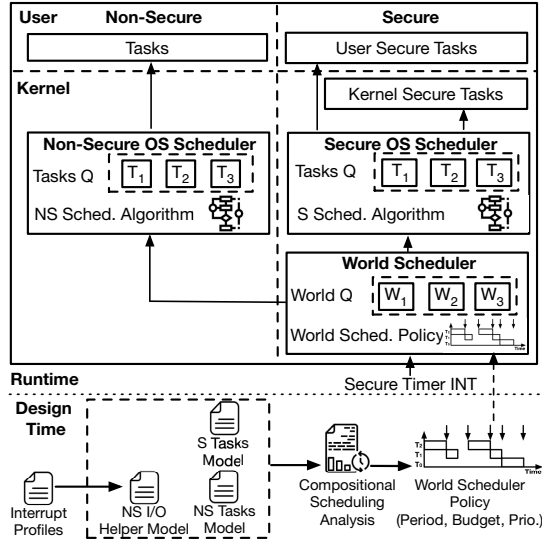 User Non-Secure Secure
Tasks
User Secure Tasks
Kernel
Kernel Secure Tasks
Non-Secure OS Scheduler
Tasks Q T1 T2 T3
NS Sched. Algorithm
Secure OS Scheduler
Tasks Q T1 T2 T3
S Sched. Algorithm
World Scheduler
World Q W1 W2 W3
World Sched. Policy
Time
Runtime
Secure Timer INT
Design
Time
S Tasks
Model
Interrupt
Profiles
NS I/O
Helper Model
NS Tasks
Model
Compositional
Scheduling
Analysis
T2
T1
T0
Time
World Scheduler
Policy
(Period, Budget, Prio.)